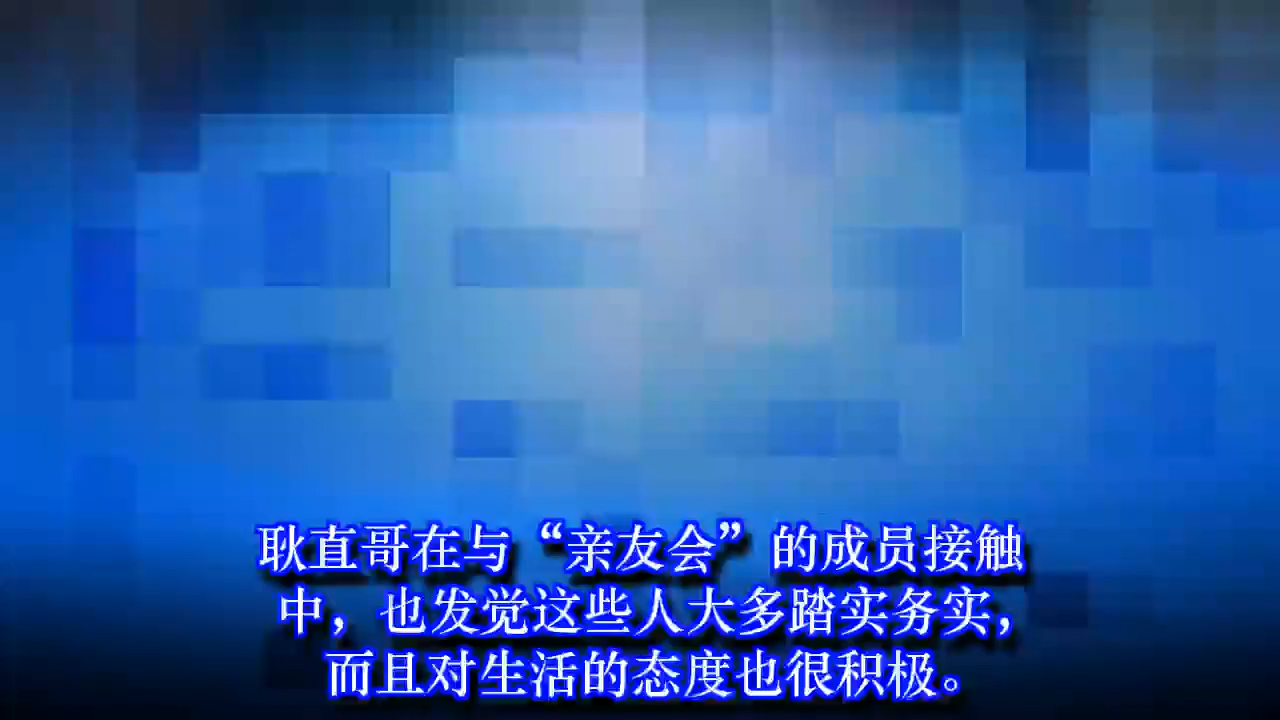 耿直哥在与“亲友会”的成员接触
中，也发觉这些人大多踏实务实，
而且对生活的态度也很积极。